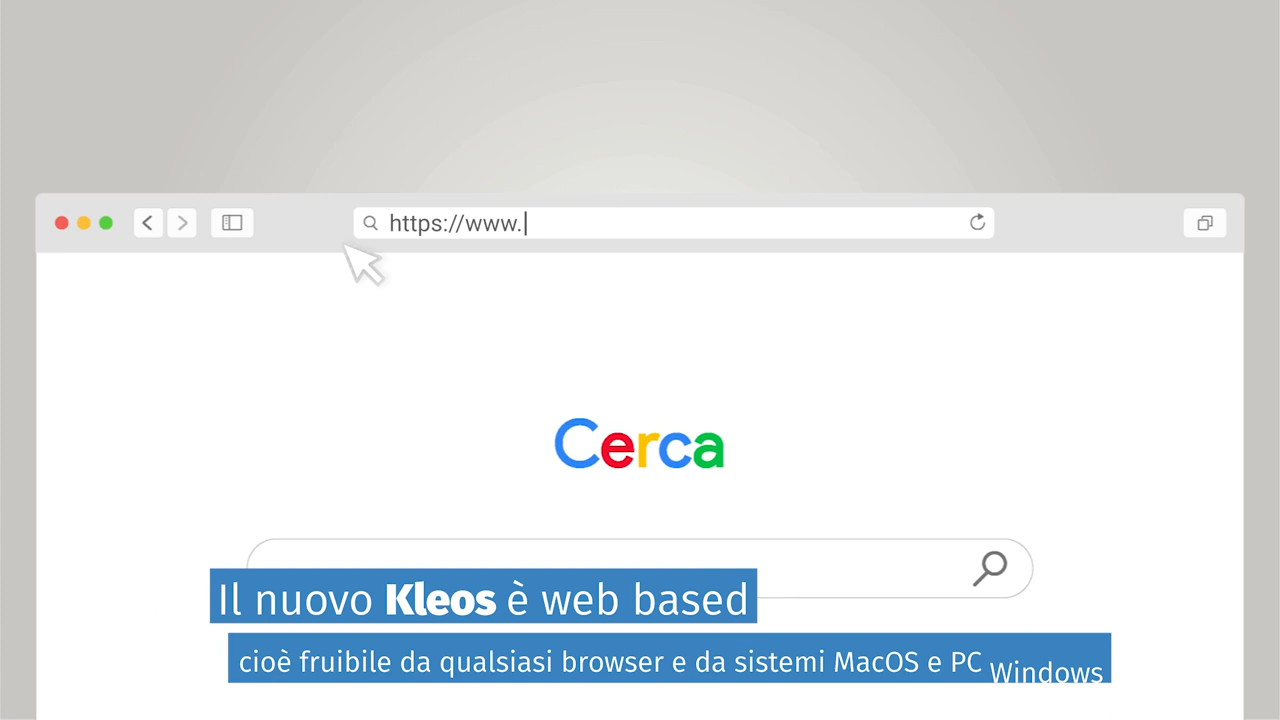 https://www.
Cerca
Il nuovo Kleos è web based
cioè fruibile da qualsiasi browser e da sistemi MacOS e PC Windows